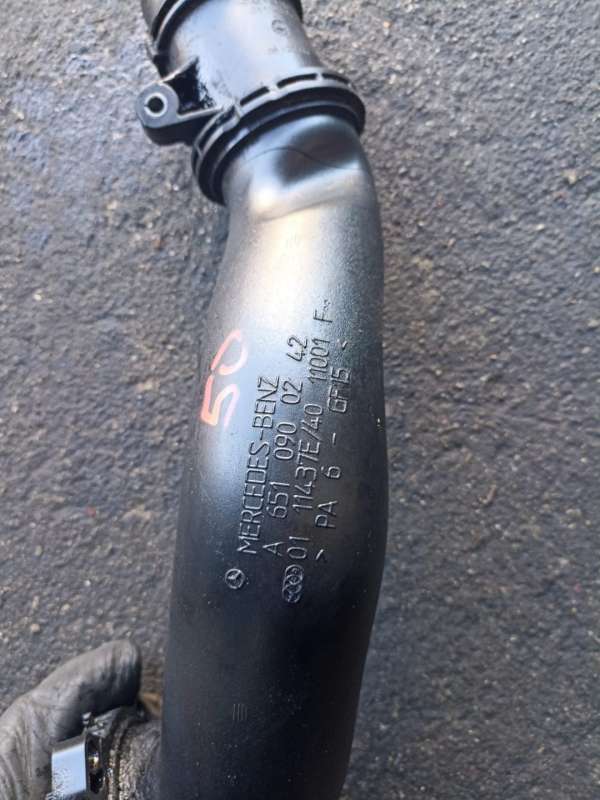 MERCEDES-BENZ
A 651 090 02 42
01 11437E/40 11001 F
> PA 6 - GF15 <
50